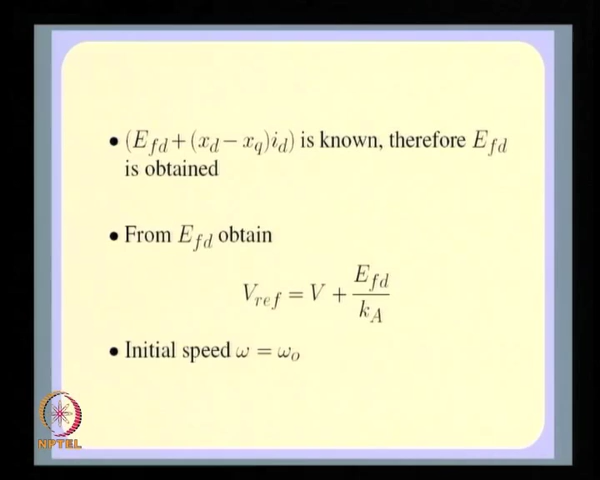 • (E_fd + (x_d − x_q)i_d) is known, therefore E_fd
is obtained
• From E_fd obtain
V_ref = V + E_fd / k_A
• Initial speed ω = ω_o
NPTEL